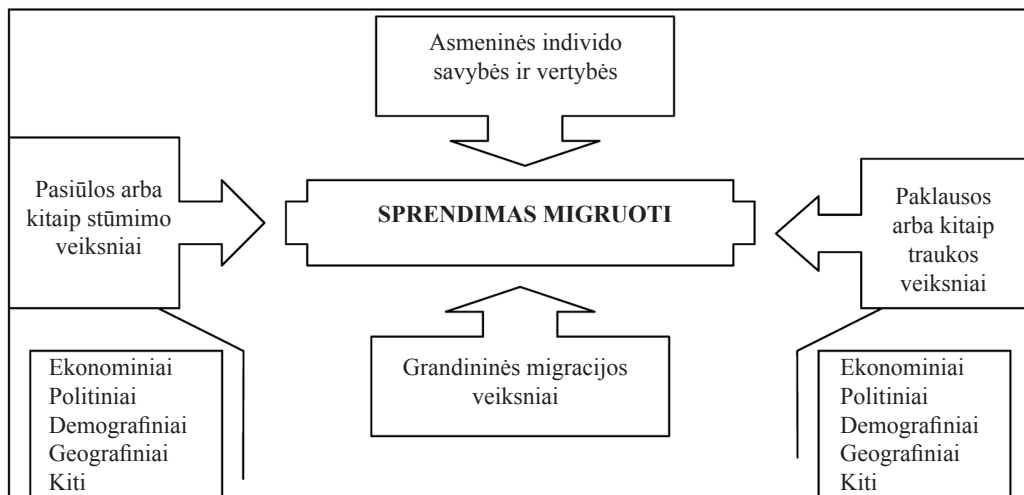 Asmeninės individo
savybės ir vertybės
Pasiūlos arba
kitaip stūmimo
veiksniai
SPRENDIMAS MIGRUOTI
Paklausos
arba kitaip
traukos
veiksniai
Grandininės migracijos
veiksniai
Ekonominiai
Politiniai
Demografiniai
Geografiniai
Kiti
Ekonominiai
Politiniai
Demografiniai
Geografiniai
Kiti